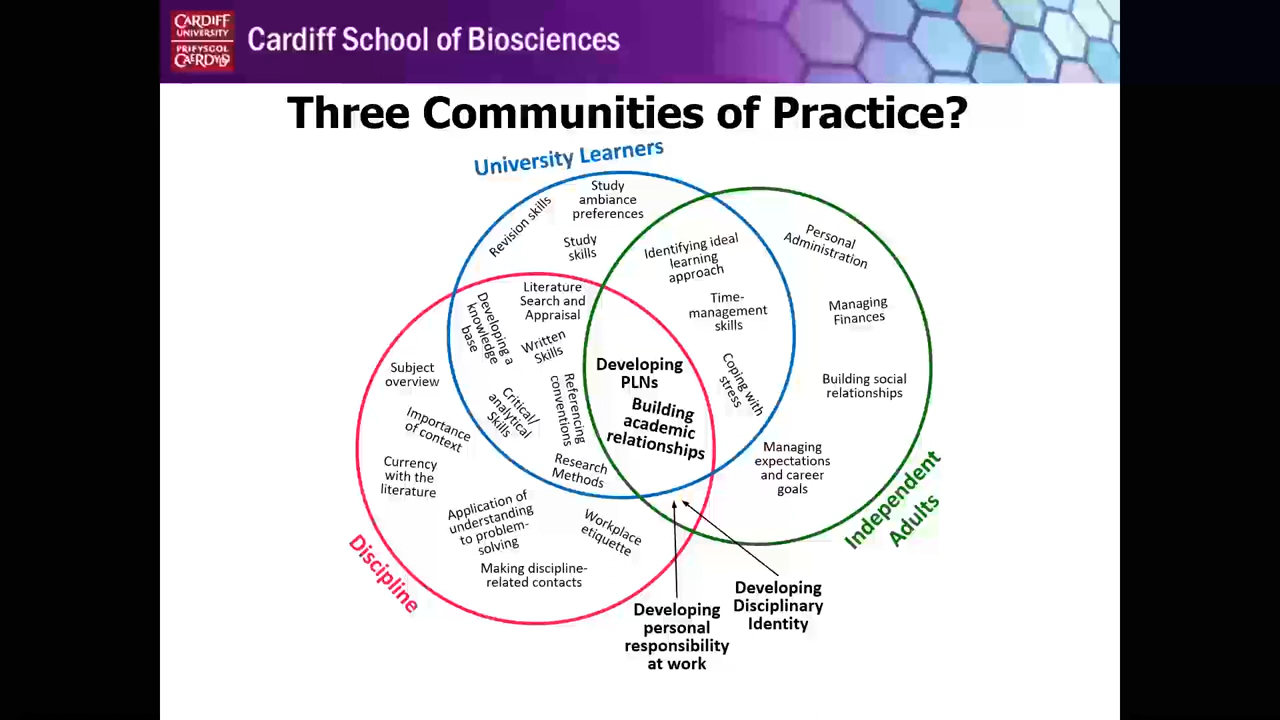 CARDIFF
UNIVERSITY
PRIFYSGOL
CAERDYDD
Cardiff School of Biosciences
Three Communities of Practice?
University Learners
Revision skills
Study
ambiance
preferences
Study
skills
Identifying ideal
learning
approach
Personal
Administration
Literature
Search and
Appraisal
Developing a
knowledge
base
Time-
management
skills
Managing
Finances
Written
Skills
Subject
overview
Developing
PLNs
Coping with
stress
Building social
relationships
Critical/
analytical
Skills
Referencing
conventions
Building
academic
relationships
Importance
of context
Currency
with the
literature
Research
Methods
Managing
expectations
and career
goals
Independent
Adults
Application of
understanding
to problem-
solving
Workplace
etiquette
Discipline
Making discipline-
related contacts
Developing
Disciplinary
Identity
Developing
personal
responsibility
at work